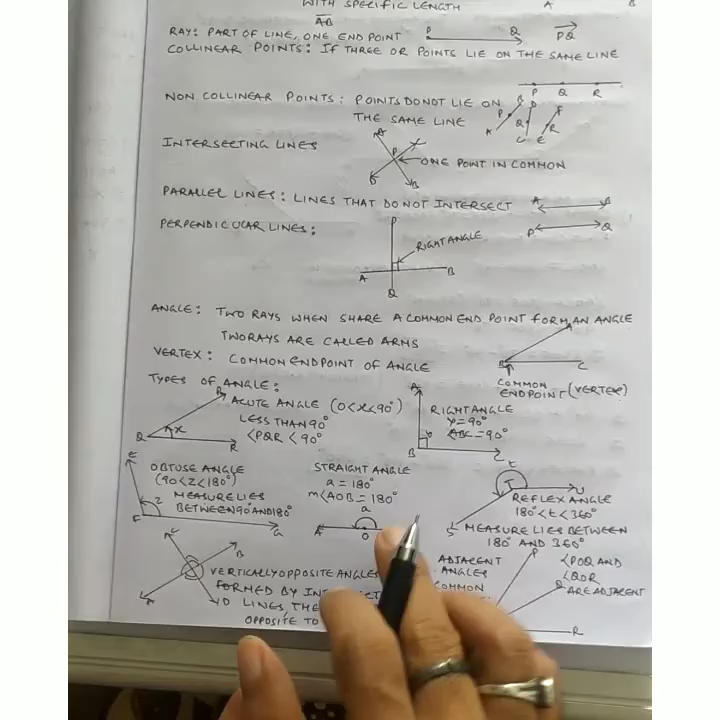 WITH SPECIFIC LENGTH
AB
A B
RAY: PART OF LINE, ONE END POINT P Q PQ
COLLINEAR POINTS: IF THREE OR POINTS LIE ON THE SAME LINE
P Q R
NON COLLINEAR POINTS: POINTS DO NOT LIE ON
THE SAME LINE
P B A D Q C F R E
INTERSECTING LINES
A P B
ONE POINT IN COMMON
PARALLEL LINES: LINES THAT DO NOT INTERSECT A B
P Q
PERPENDICULAR LINES:
P
RIGHT ANGLE
A B
Q
ANGLE: TWO RAYS WHEN SHARE A COMMON END POINT FORM AN ANGLE
TWO RAYS ARE CALLED ARMS
VERTEX: COMMON ENDPOINT OF ANGLE
A B C
COMMON
ENDPOINT (VERTEX)
TYPES OF ANGLE:
P ACUTE ANGLE (0<x<90°)
LESS THAN 90°
<PQR < 90°
Q x R
A
RIGHT ANGLE
y = 90°
<ABC = 90°
B y C
E
OBTUSE ANGLE
(90<z<180°)
MEASURE LIES
BETWEEN 90° AND 180°
F z G
STRAIGHT ANGLE
a = 180°
m<AOB = 180°
a
A O
t
T U
REFLEX ANGLE
180° < t < 360°
S MEASURE LIES BETWEEN
180° AND 360°
C B
A D
VERTICALLY OPPOSITE ANGLES
FORMED BY
LINES,
OPPOSITE TO
ADJACENT
ANGLES
COMMON
P
<POQ AND
<QOR
Q ARE ADJACENT
R